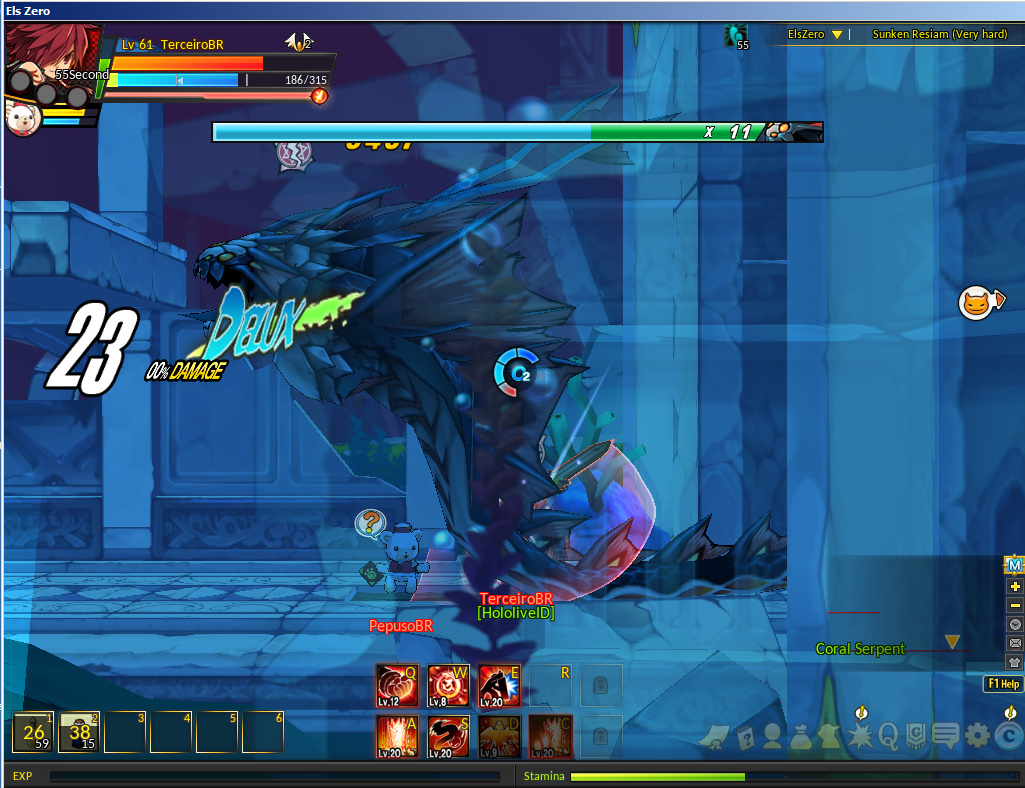 Els Zero
Lv 61 TerceiroBR
2
55
ElsZero
Sunken Resiam (Very hard)
55Second
186/315
x 11
23
00% DAMAGE
2
TerceiroBR
[HololiveID]
PepusoBR
M
Coral Serpent
F1 Help
Q
Lv.12
W
Lv.8
E
Lv.20
R
A
Lv.20
S
Lv.20
D
Lv.9
C
Lv.20
1
26
59
2
38
15
3
4
5
6
EXP
Stamina